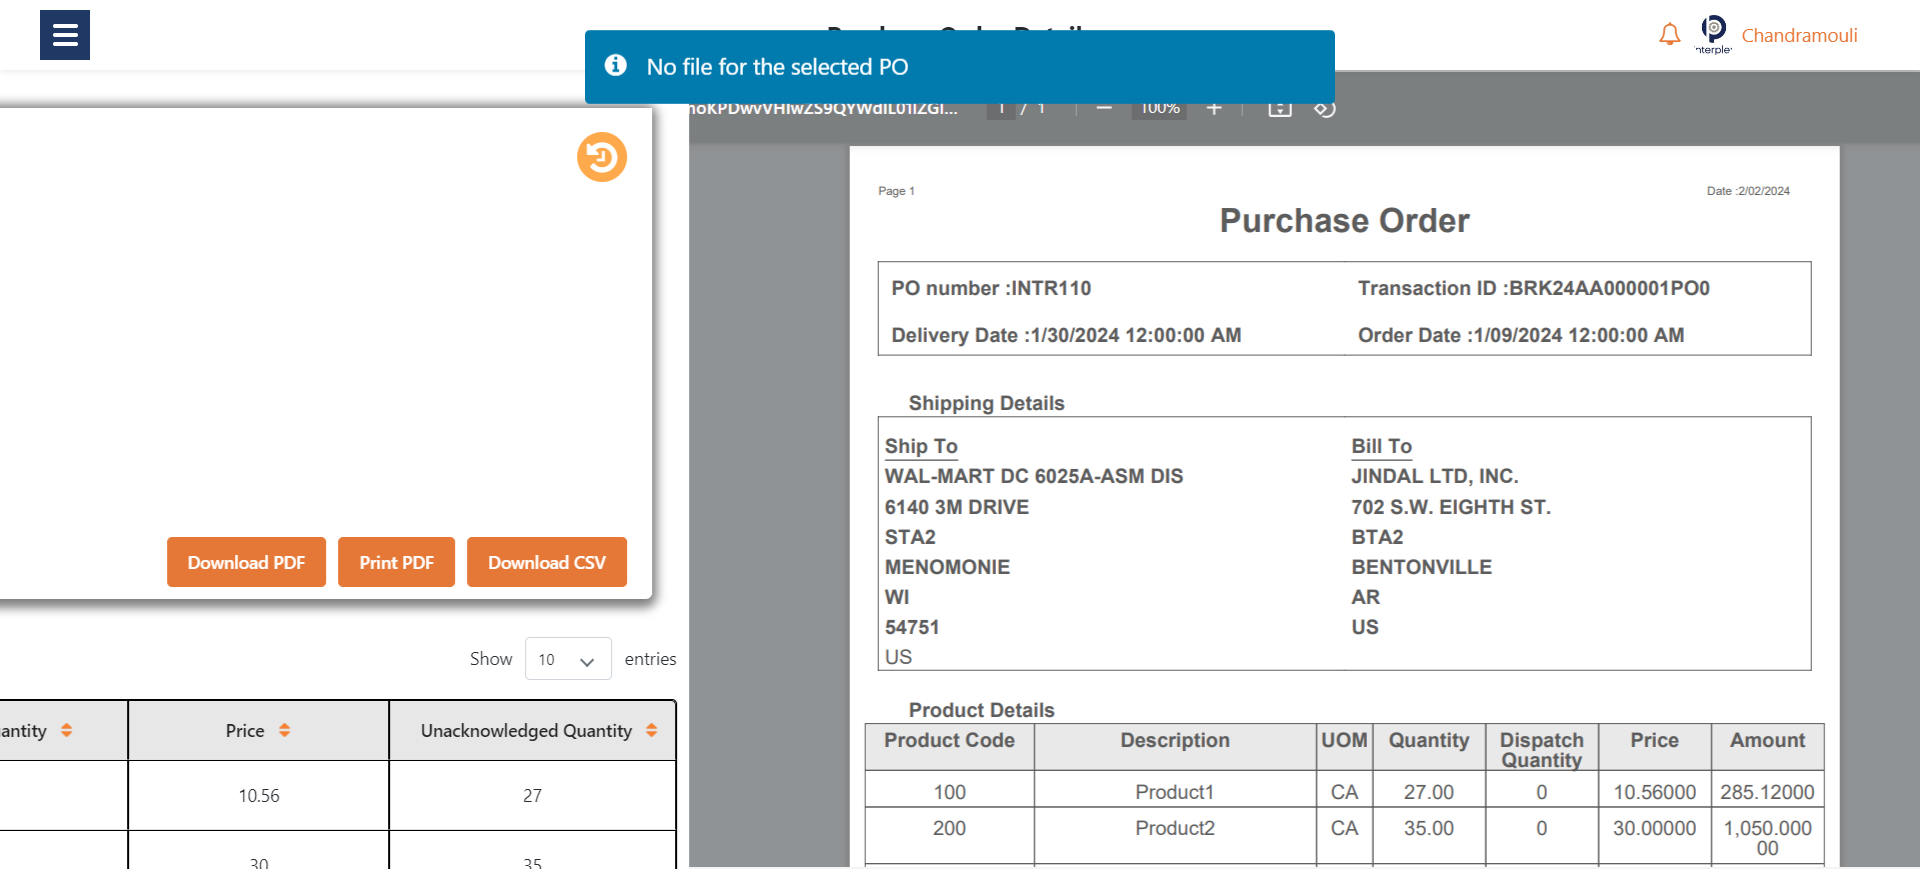 No file for the selected PO
nterple
Chandramouli
1 / 1
100%
Download PDF
Print PDF
Download CSV
Show 10 entries
Price
Unacknowledged Quantity
10.56
27
30
35
Page 1
Date :2/02/2024
Purchase Order
PO number :INTR110
Transaction ID :BRK24AA000001PO0
Delivery Date :1/30/2024 12:00:00 AM
Order Date :1/09/2024 12:00:00 AM
Shipping Details
Ship To
WAL-MART DC 6025A-ASM DIS
6140 3M DRIVE
STA2
MENOMONIE
WI
54751
US
Bill To
JINDAL LTD, INC.
702 S.W. EIGHTH ST.
BTA2
BENTONVILLE
AR
US
Product Details
Product Code Description UOM Quantity Dispatch Quantity Price Amount
100 Product1 CA 27.00 0 10.56000 285.12000
200 Product2 CA 35.00 0 30.00000 1,050.000
00